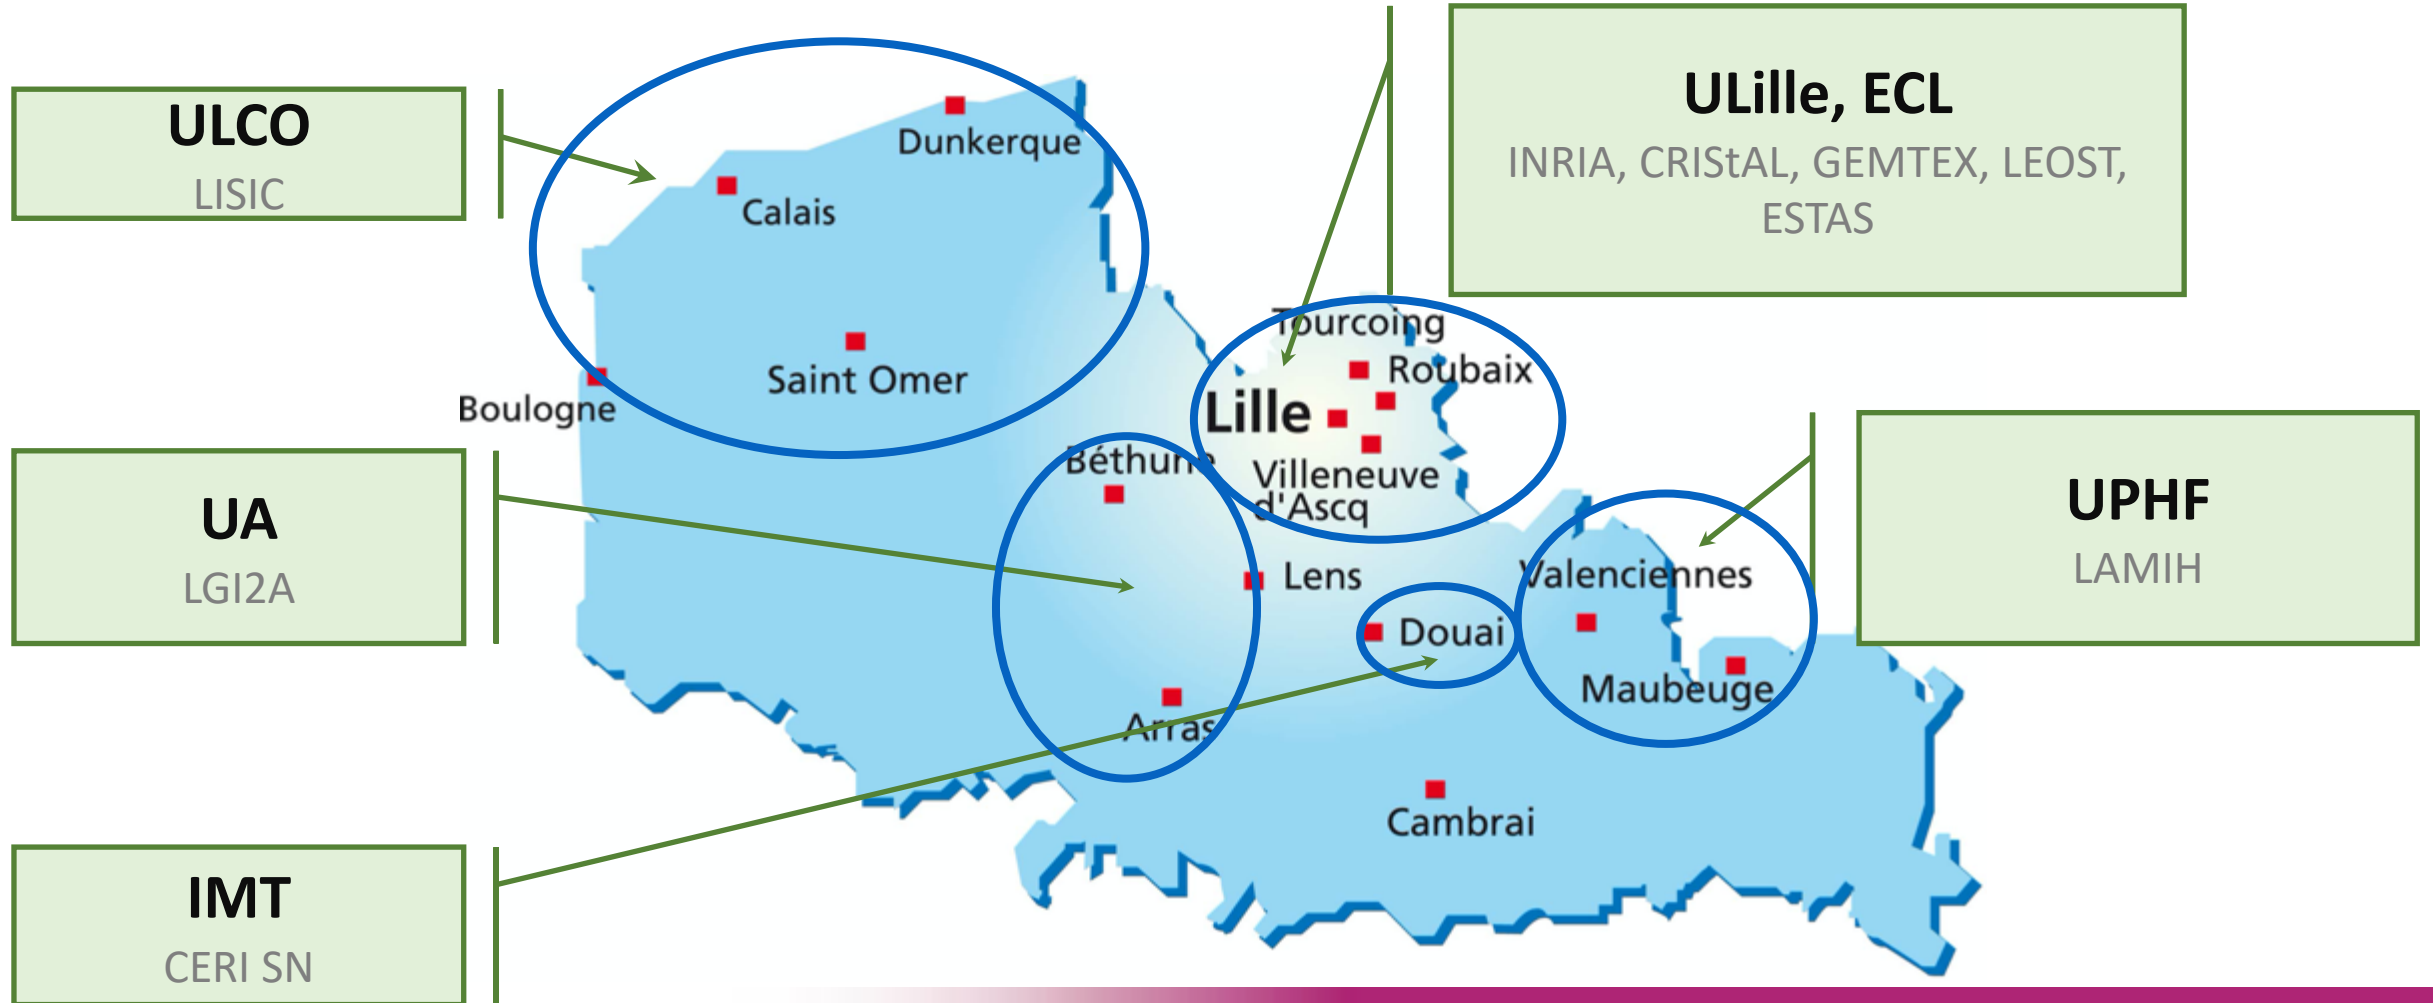 ULCO
LISIC
ULille, ECL
INRIA, CRIStAL, GEMTEX, LEOST,
ESTAS
Dunkerque
Calais
Saint Omer
Boulogne
Tourcoing
Roubaix
Lille
Villeneuve
d'Ascq
Béthune
Lens
Douai
Valenciennes
Maubeuge
Arras
Cambrai
UA
LGI2A
UPHF
LAMIH
IMT
CERI SN